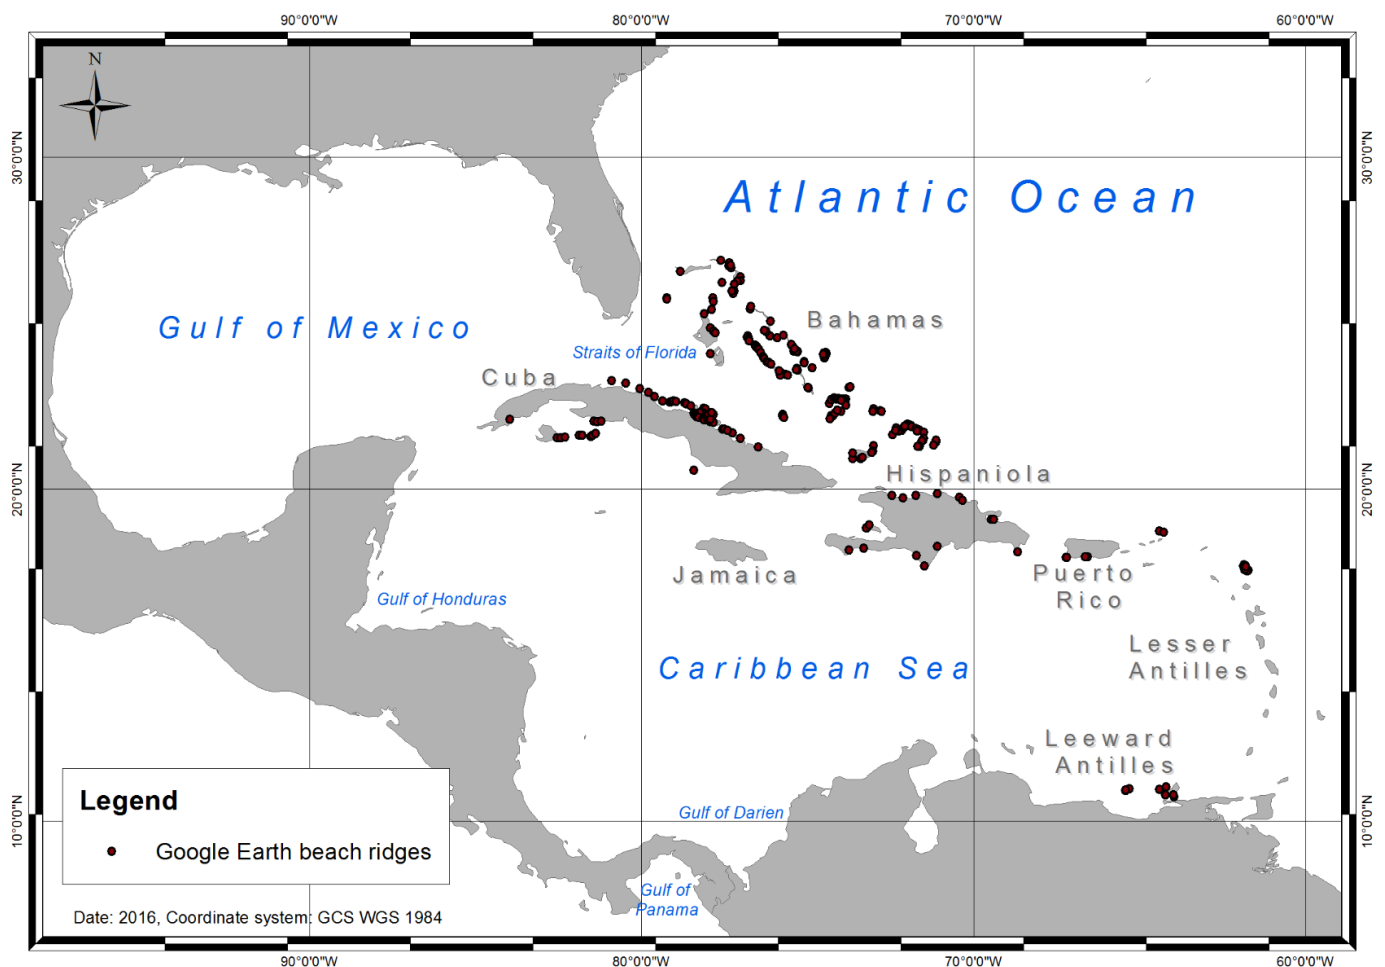 90°0'0"W 80°0'0"W 70°0'0"W 60°0'0"W
N
30°0'0"N 30°0'0"N
Atlantic Ocean
Bahamas
Gulf of Mexico
Straits of Florida
Cuba
Hispaniola
20°0'0"N 20°0'0"N
Jamaica
Puerto
Rico
Gulf of Honduras
Lesser
Antilles
Caribbean Sea
Leeward
Antilles
Legend
Google Earth beach ridges
Gulf of Darien
10°0'0"N 10°0'0"N
Gulf of
Panama
Date: 2016, Coordinate system: GCS WGS 1984
90°0'0"W 80°0'0"W 70°0'0"W 60°0'0"W